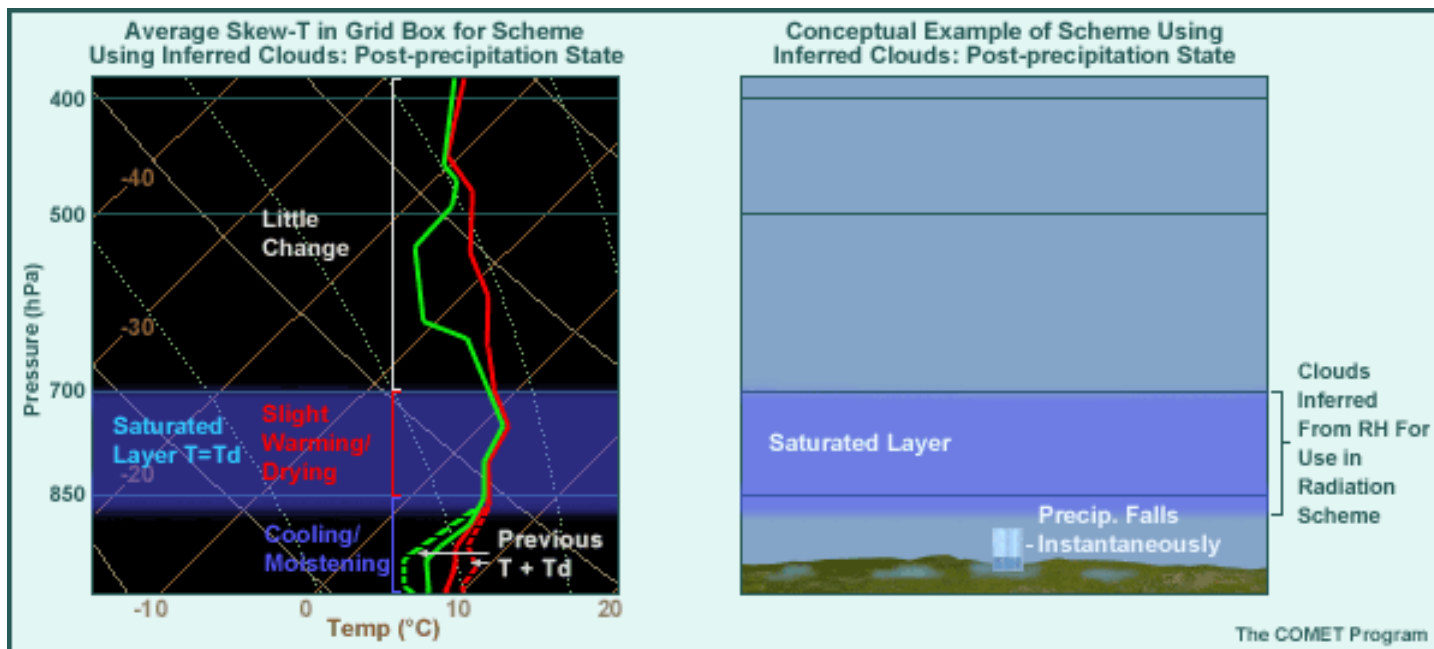 Average Skew-T in Grid Box for Scheme
Using Inferred Clouds: Post-precipitation State
400
500
700
850
Pressure (hPa)
-40
-30
-20
Little
Change
Saturated
Layer T=Td
Slight
Warming/
Drying
Cooling/
Moistening
Previous
T + Td
-10
0
10
20
Temp (°C)
Conceptual Example of Scheme Using
Inferred Clouds: Post-precipitation State
Saturated Layer
Precip. Falls
-Instantaneously
Clouds
Inferred
From RH For
Use in
Radiation
Scheme
The COMET Program